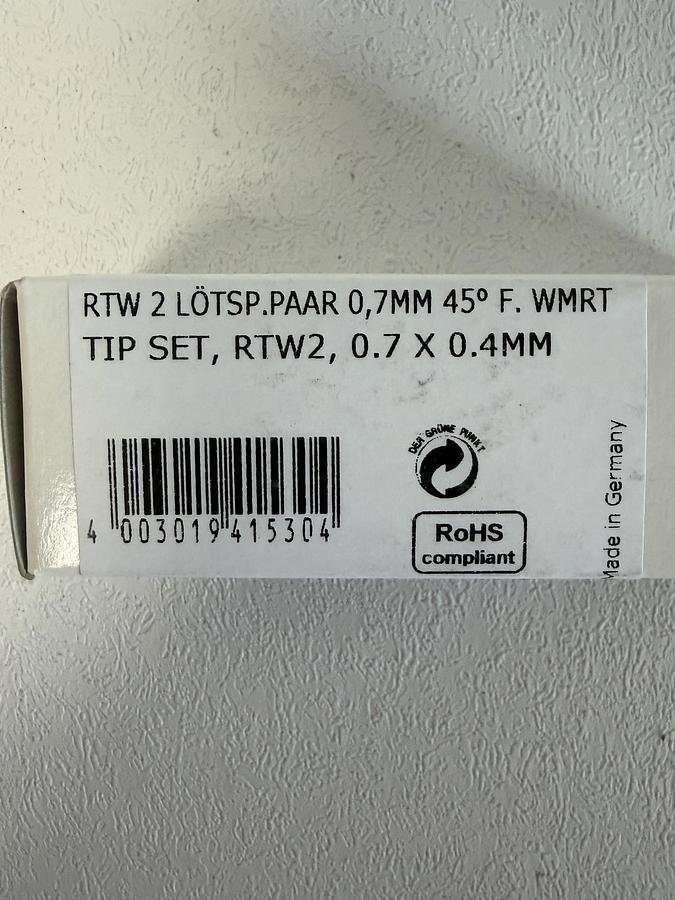 RTW 2 LÖTSP.PAAR 0,7MM 45º F. WMRT
TIP SET, RTW2, 0.7 X 0.4MM
4 003019 415304
DER GRÜNE PUNKT
RoHS
compliant
Made in Germany